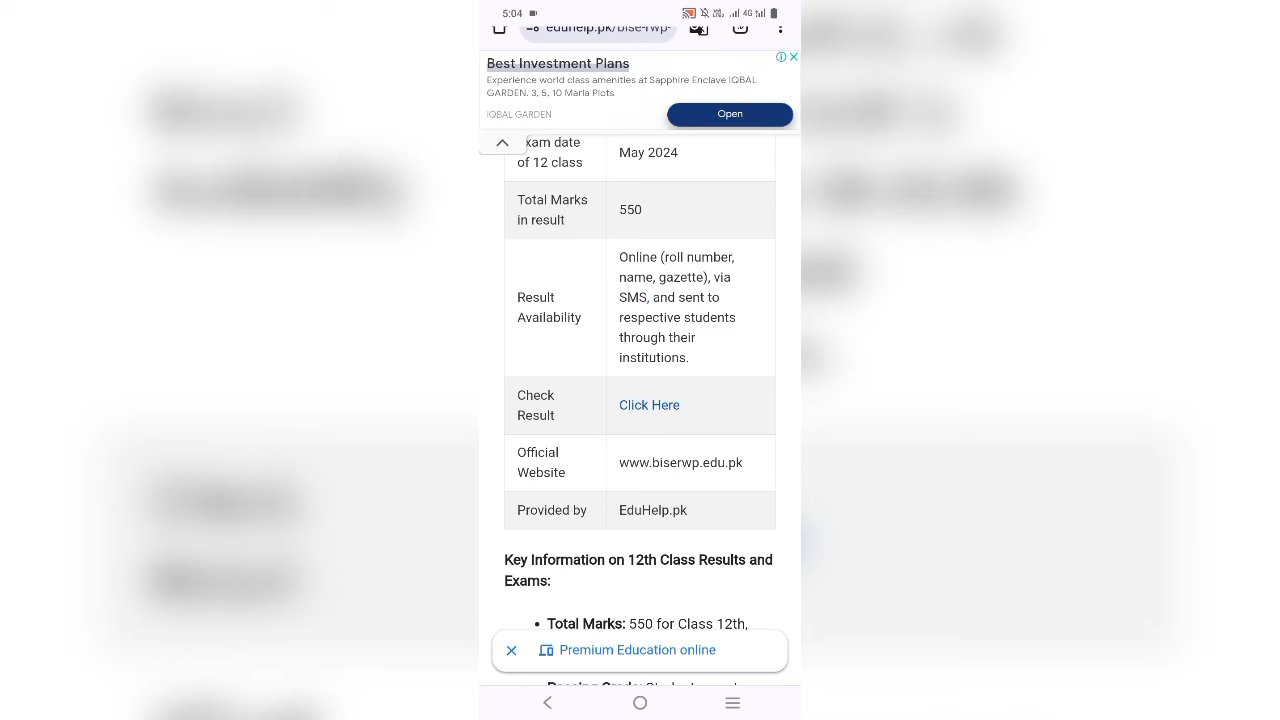 5:04
4G
eduhelp.pk/bise-rwp-
Best Investment Plans
Experience world class amenities at Sapphire Enclave IQBAL
GARDEN. 3, 5. 10 Marla Plots
IQBAL GARDEN
Open
Exam date
of 12 class
May 2024
Total Marks
in result
550
Result
Availability
Online (roll number,
name, gazette), via
SMS, and sent to
respective students
through their
institutions.
Check
Result
Click Here
Official
Website
www.biserwp.edu.pk
Provided by
EduHelp.pk
Key Information on 12th Class Results and
Exams:
• Total Marks: 550 for Class 12th,
Premium Education online